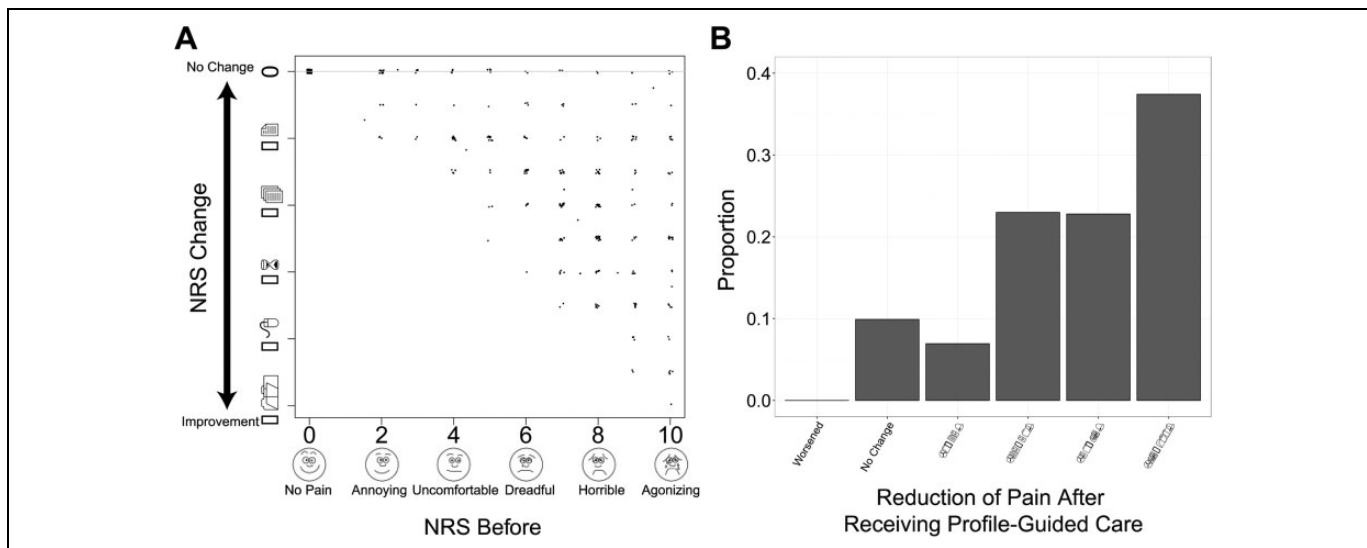 A
No Change
0
NRS Change
Improvement
0 2 4 6 8 10
No Pain Annoying Uncomfortable Dreadful Horrible Agonizing
NRS Before
B
0.4
0.3
0.2
0.1
0.0
Proportion
Worsened
No Change
Reduction of Pain After
Receiving Profile-Guided Care